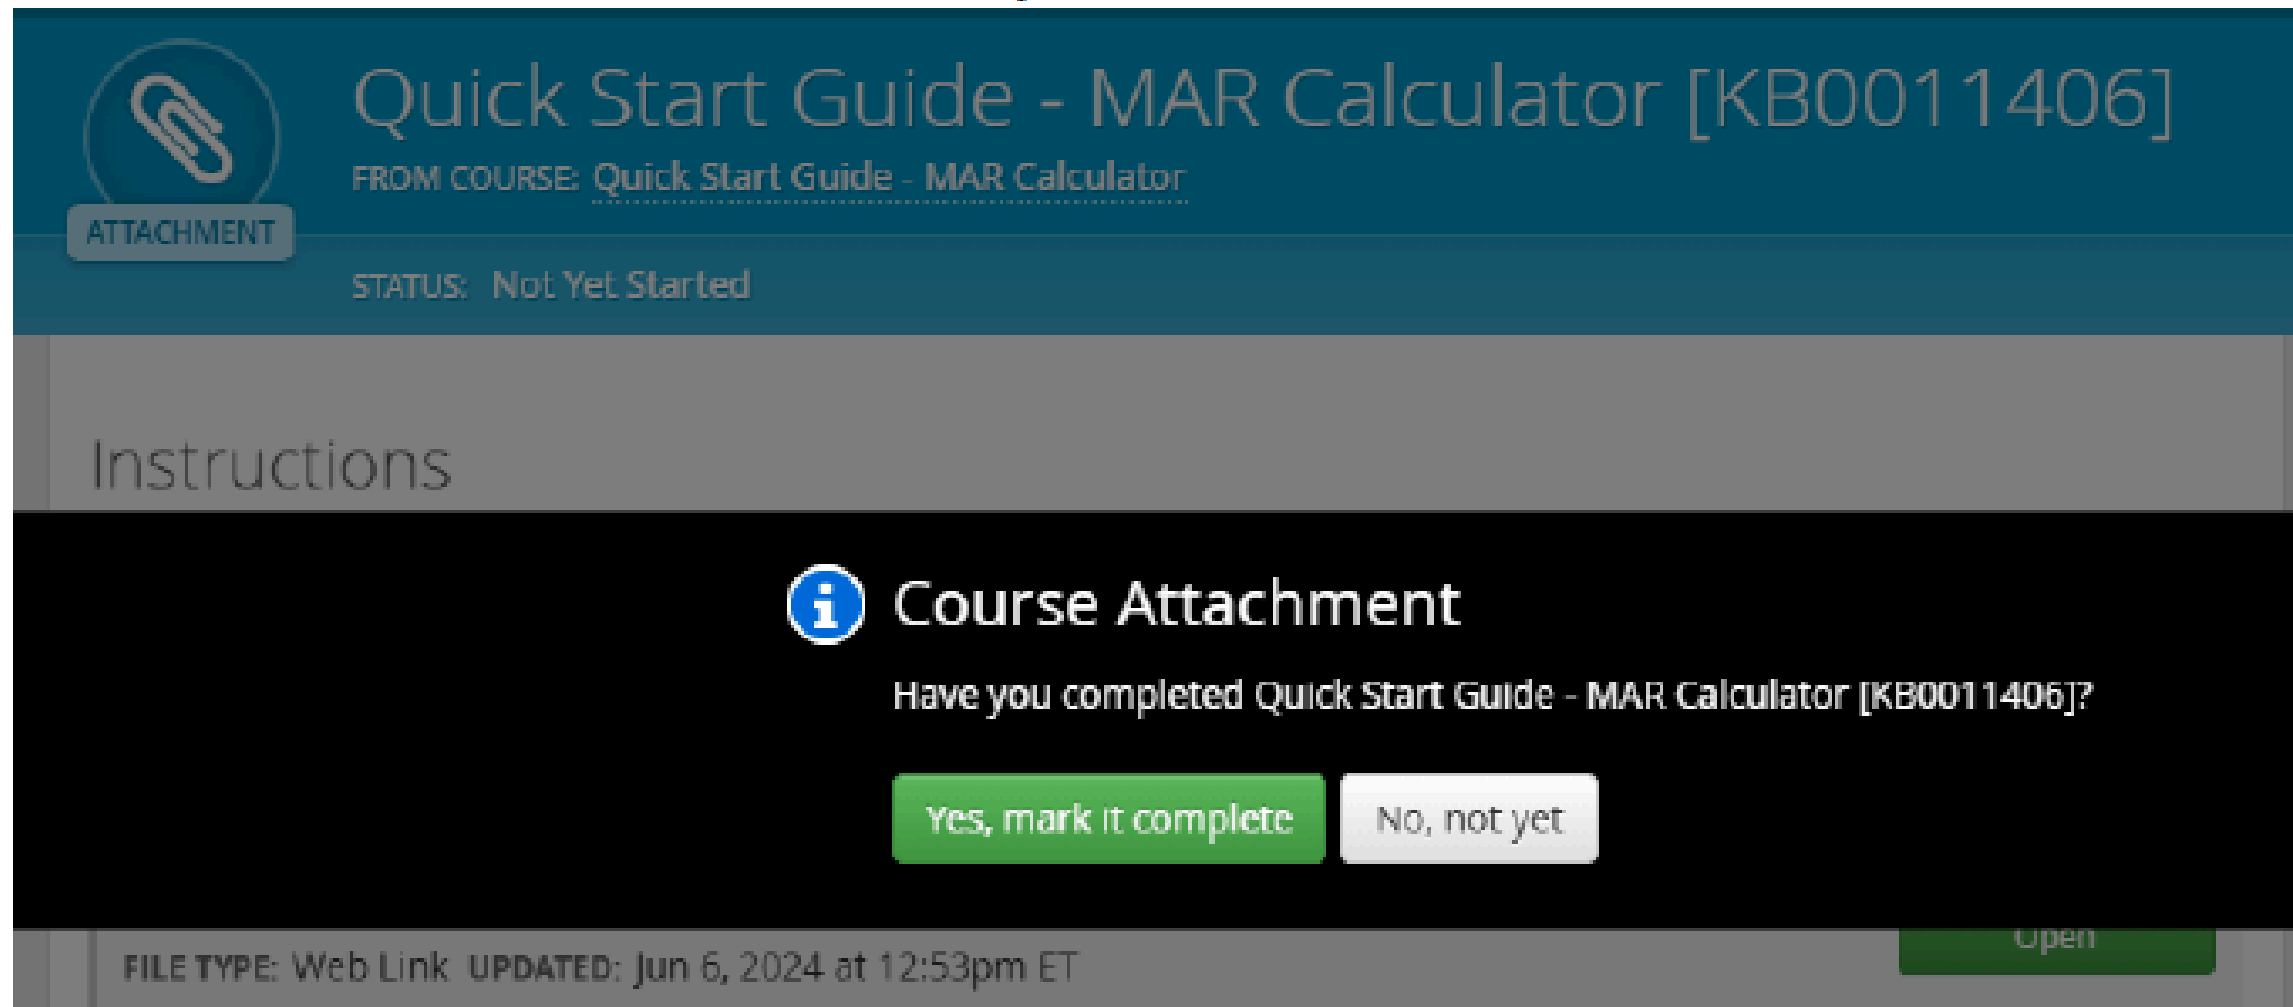 Quick Start Guide - MAR Calculator [KB0011406]
FROM COURSE: Quick Start Guide - MAR Calculator
ATTACHMENT
STATUS: Not Yet Started
Instructions
Course Attachment
Have you completed Quick Start Guide - MAR Calculator [KB0011406]?
Yes, mark it complete
No, not yet
Open
FILE TYPE: Web Link UPDATED: Jun 6, 2024 at 12:53pm ET